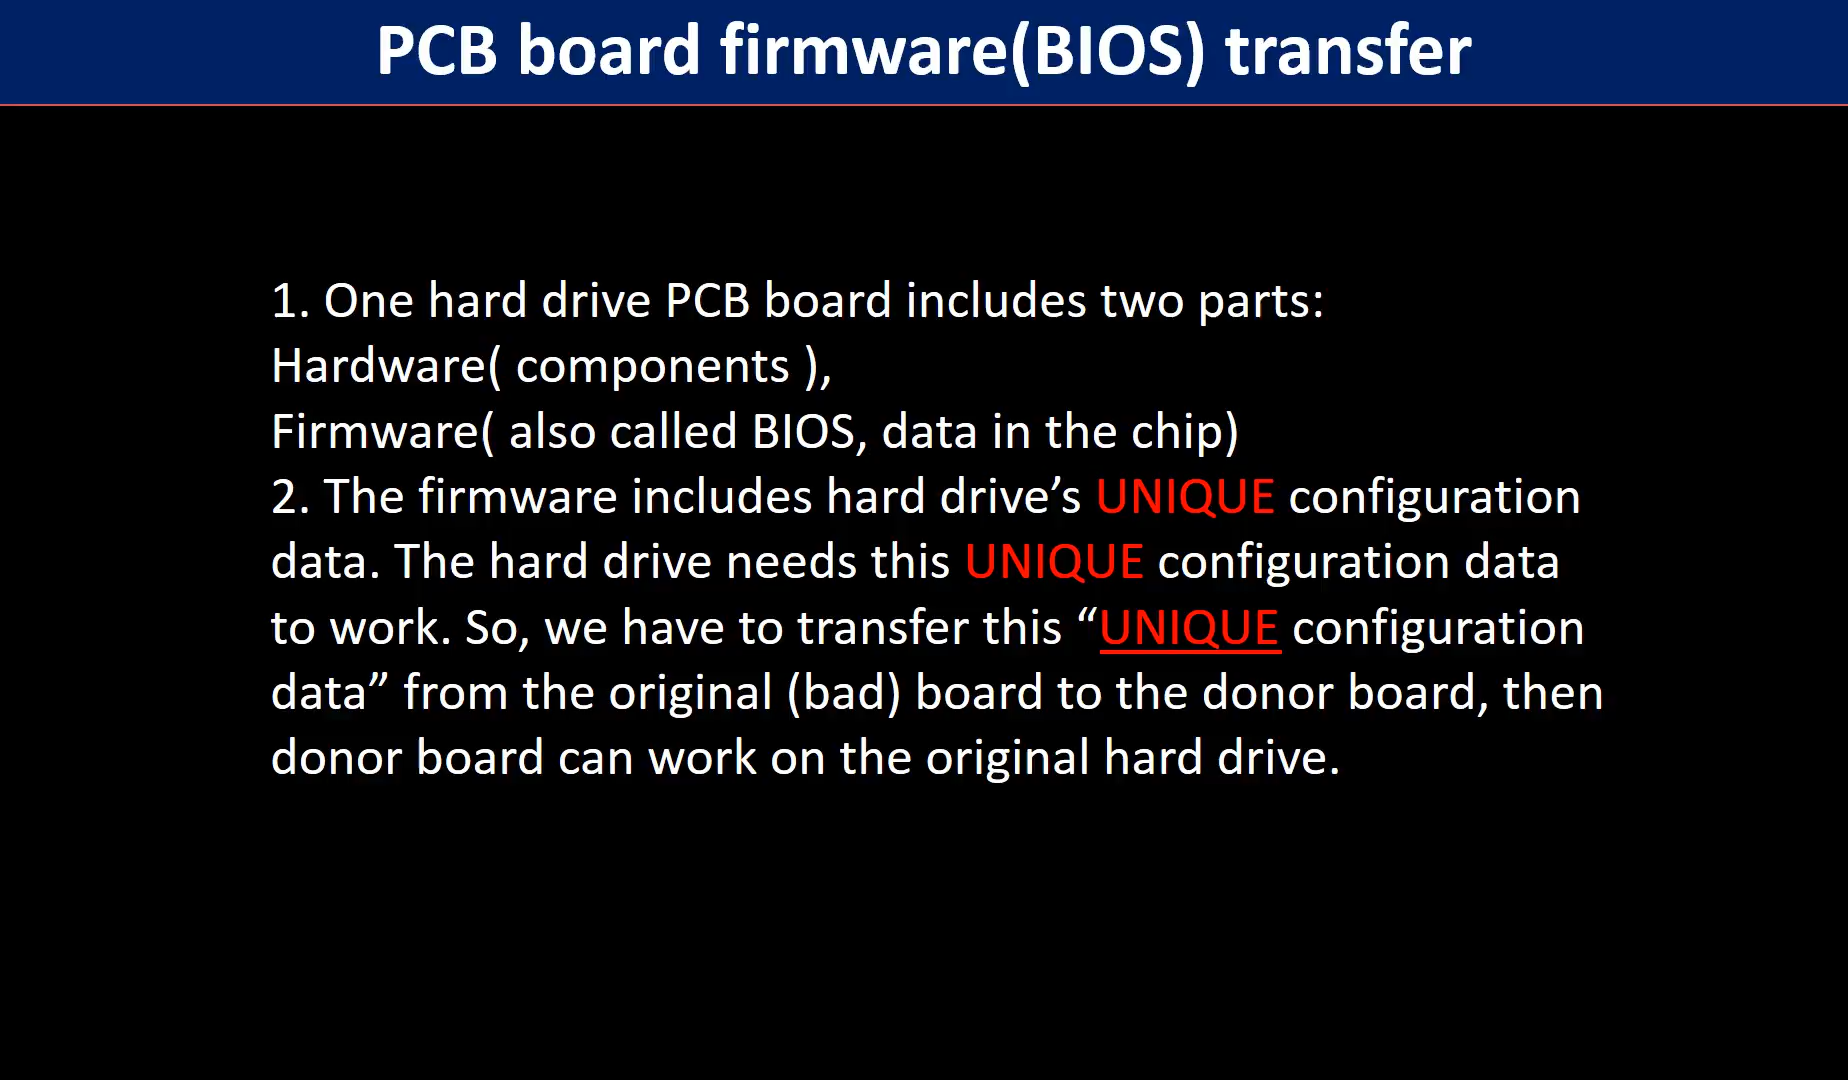 PCB board firmware(BIOS) transfer
1. One hard drive PCB board includes two parts:
Hardware( components ),
Firmware( also called BIOS, data in the chip)
2. The firmware includes hard drive’s UNIQUE configuration
data. The hard drive needs this UNIQUE configuration data
to work. So, we have to transfer this “UNIQUE configuration
data” from the original (bad) board to the donor board, then
donor board can work on the original hard drive.